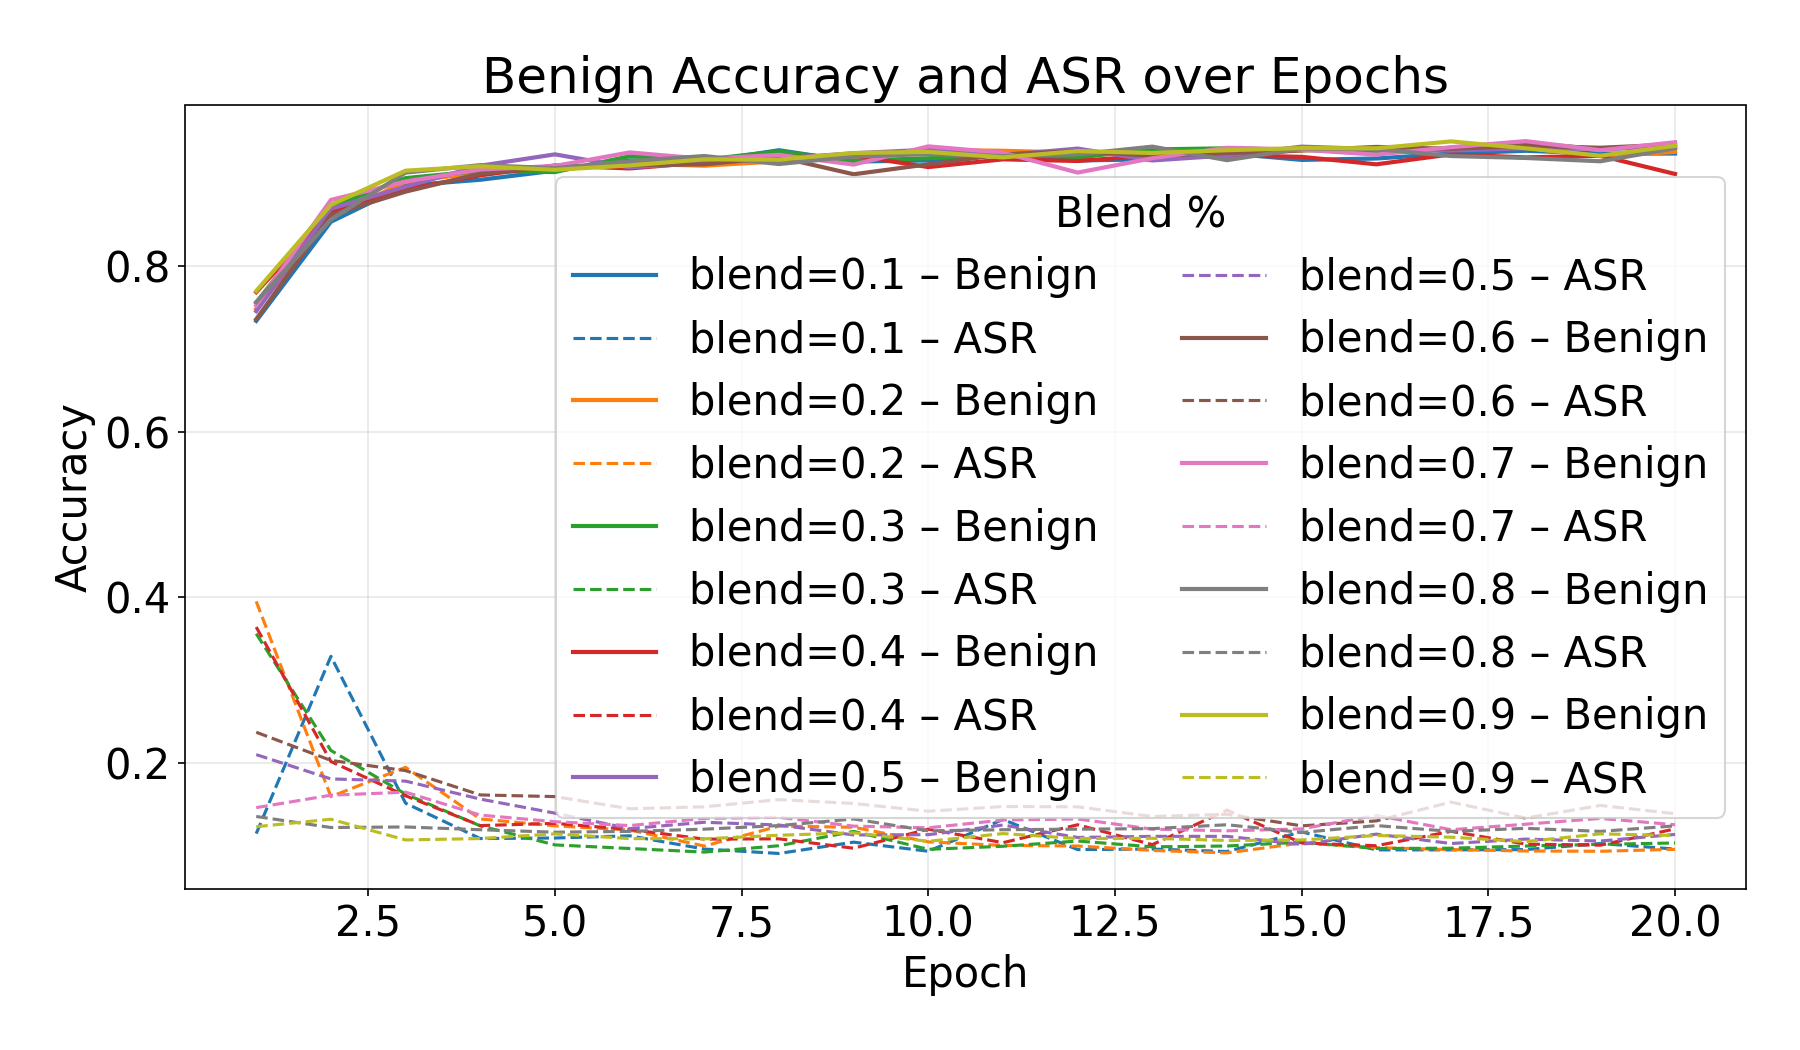 Benign Accuracy and ASR over Epochs
Accuracy
0.8
0.6
0.4
0.2
Blend %
blend=0.1 – Benign
blend=0.1 – ASR
blend=0.2 – Benign
blend=0.2 – ASR
blend=0.3 – Benign
blend=0.3 – ASR
blend=0.4 – Benign
blend=0.4 – ASR
blend=0.5 – Benign
blend=0.5 – ASR
blend=0.6 – Benign
blend=0.6 – ASR
blend=0.7 – Benign
blend=0.7 – ASR
blend=0.8 – Benign
blend=0.8 – ASR
blend=0.9 – Benign
blend=0.9 – ASR
2.5 5.0 7.5 10.0 12.5 15.0 17.5 20.0
Epoch